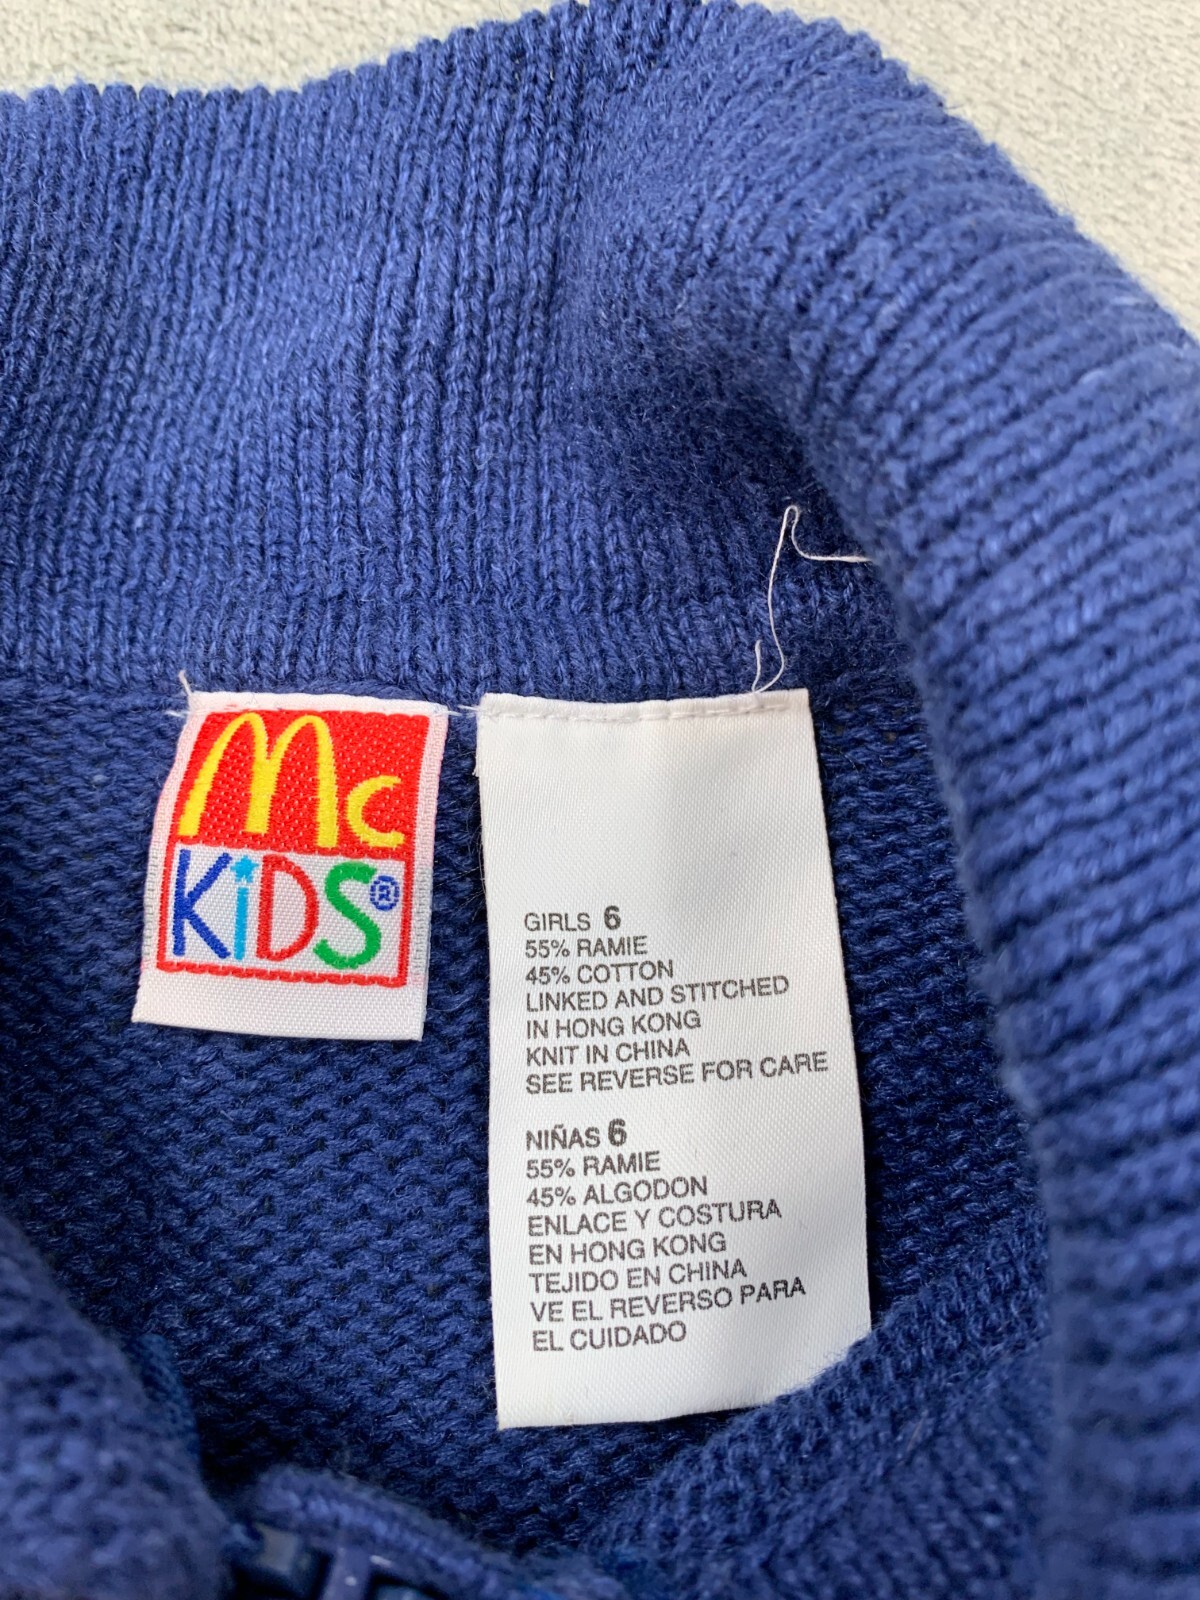 Mc
KiDS®
GIRLS 6
55% RAMIE
45% COTTON
LINKED AND STITCHED
IN HONG KONG
KNIT IN CHINA
SEE REVERSE FOR CARE
NIÑAS 6
55% RAMIE
45% ALGODON
ENLACE Y COSTURA
EN HONG KONG
TEJIDO EN CHINA
VE EL REVERSO PARA
EL CUIDADO